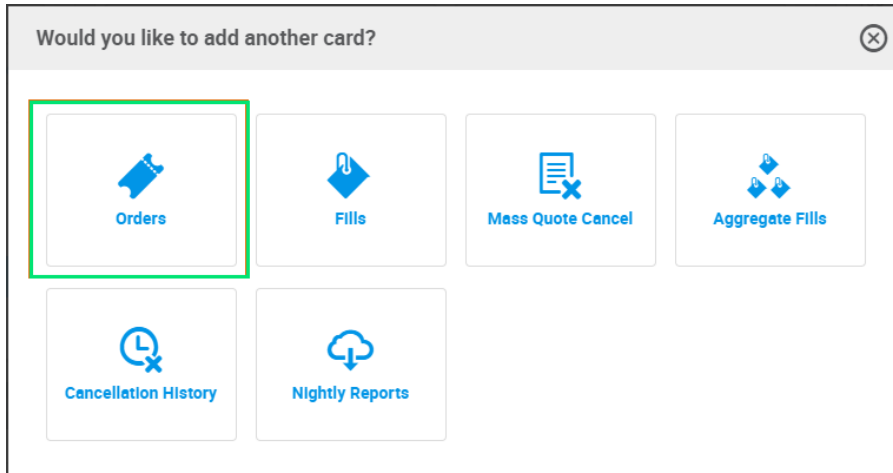 Would you like to add another card?
Orders
Fills
Mass Quote Cancel
Aggregate Fills
Cancellation History
Nightly Reports